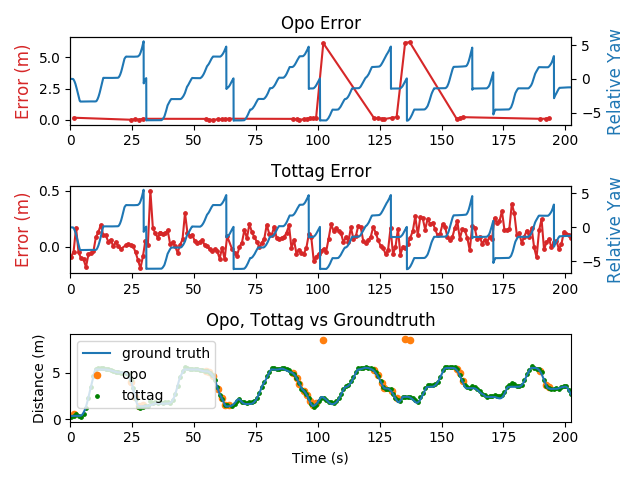 Opo Error
Error (m)
5.0
2.5
0.0
5
0
−5
Relative Yaw
0 25 50 75 100 125 150 175 200
Tottag Error
Error (m)
0.5
0.0
5
0
−5
Relative Yaw
0 25 50 75 100 125 150 175 200
Opo, Tottag vs Groundtruth
Distance (m)
5
0
ground truth
opo
tottag
0 25 50 75 100 125 150 175 200
Time (s)